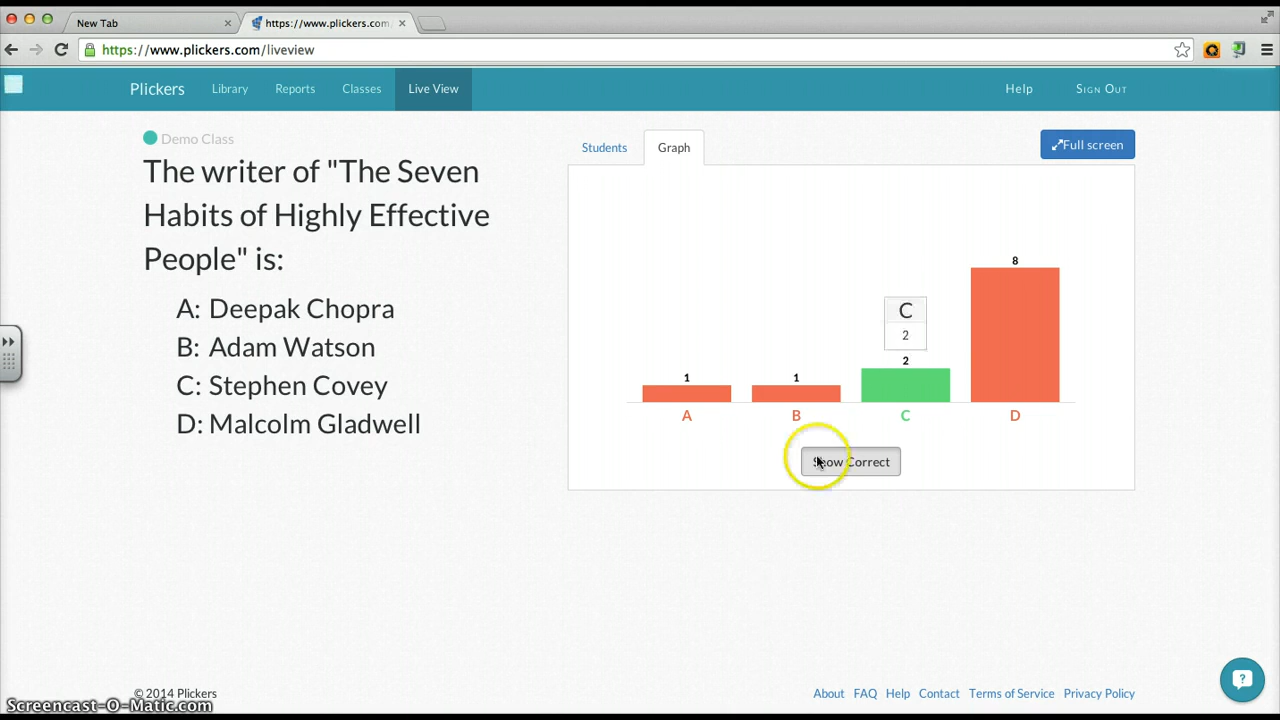 New Tab
https://www.plickers.com
https://www.plickers.com/liveview
Plickers
Library
Reports
Classes
Live View
Help
Sign Out
Demo Class
The writer of "The Seven
Habits of Highly Effective
People" is:
A: Deepak Chopra
B: Adam Watson
C: Stephen Covey
D: Malcolm Gladwell
Students
Graph
Full screen
8
C
2
2
1
1
A
B
C
D
Show Correct
© 2014 Plickers
Screencast-O-Matic.com
About
FAQ
Help
Contact
Terms of Service
Privacy Policy